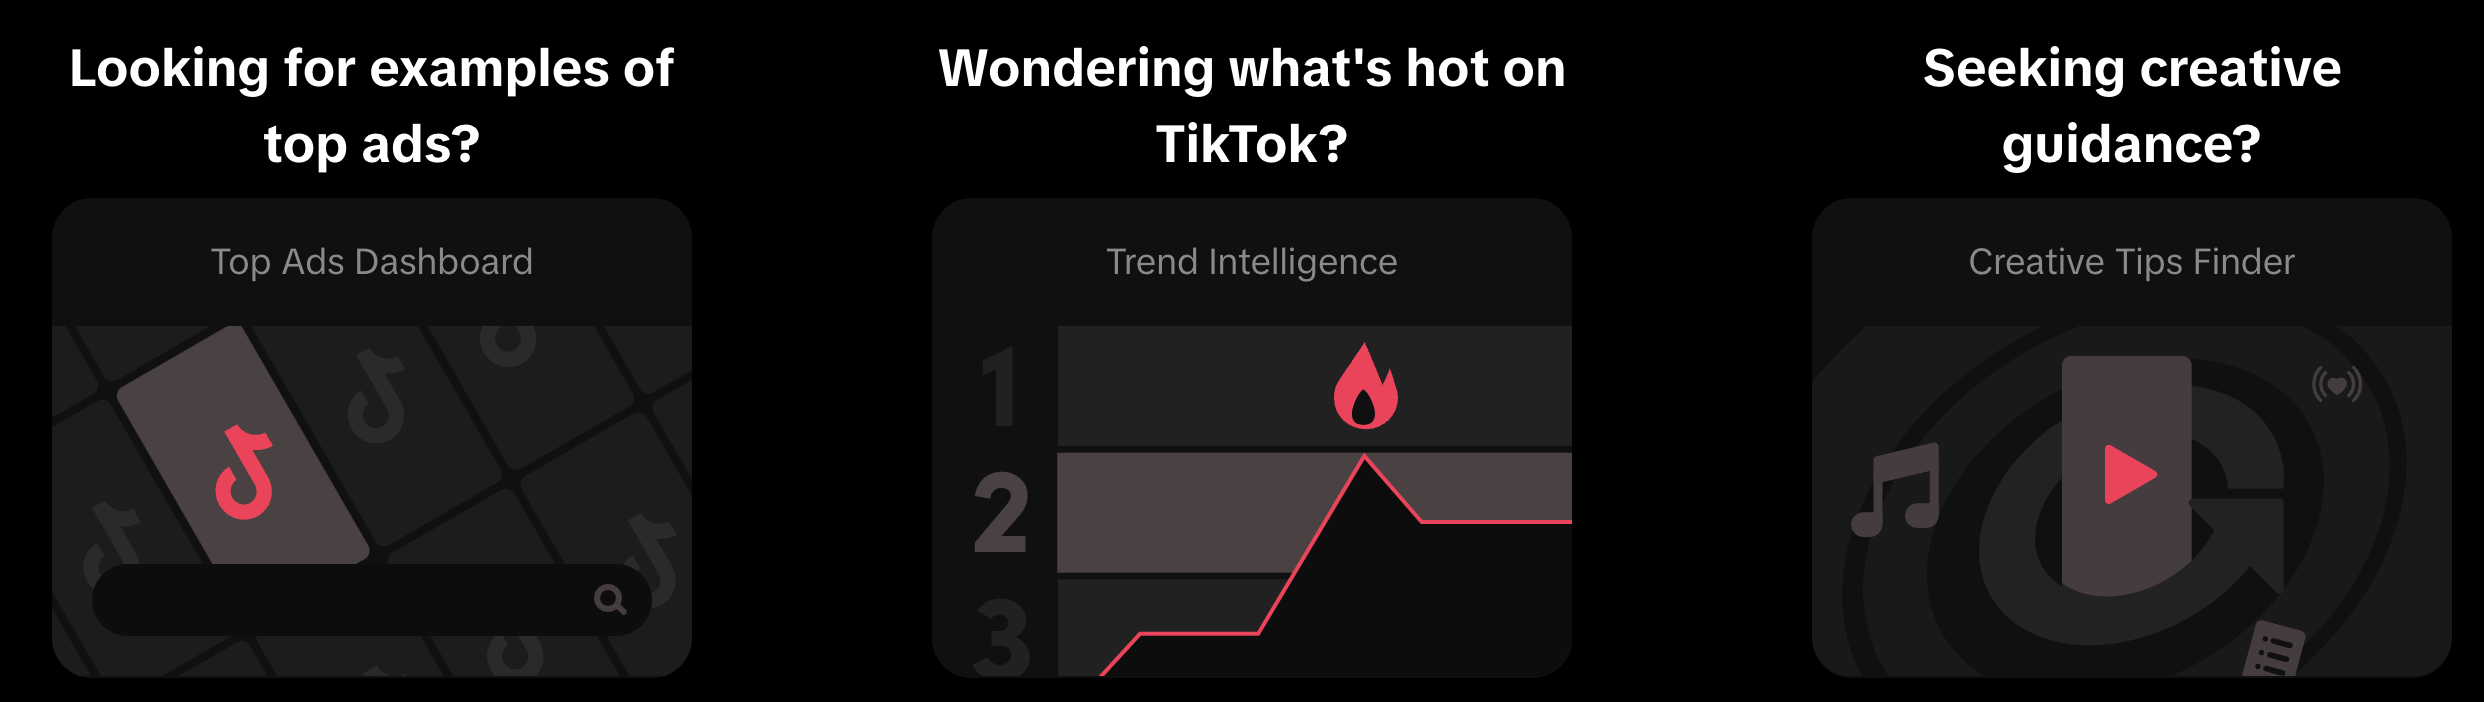 Looking for examples of
top ads?
Top Ads Dashboard
Wondering what's hot on
TikTok?
Trend Intelligence
1
2
3
Seeking creative
guidance?
Creative Tips Finder